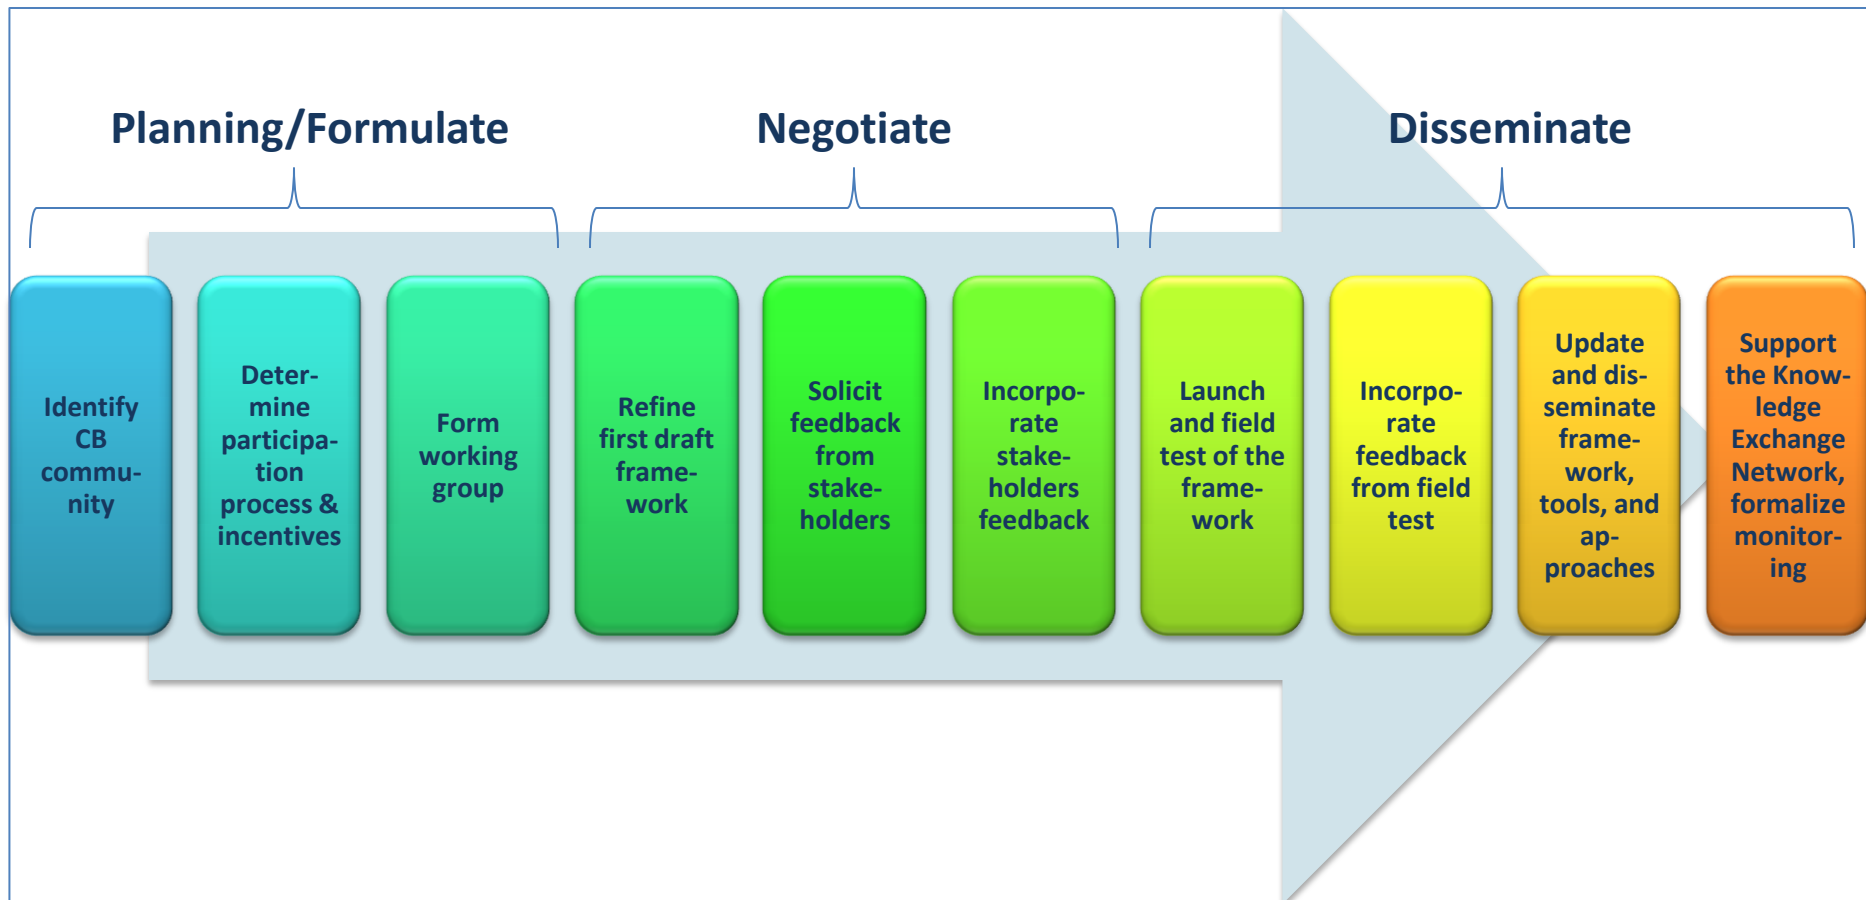 Planning/Formulate
Negotiate
Disseminate
Identify
CB
commu-
nity
Deter-
mine
participa-
tion
process &
incentives
Form
working
group
Refine
first draft
frame-
work
Solicit
feedback
from
stake-
holders
Incorpo-
rate
stake-
holders
feedback
Launch
and field
test of the
frame-
work
Incorpo-
rate
feedback
from field
test
Update
and dis-
seminate
frame-
work,
tools, and
ap-
proaches
Support
the Know-
ledge
Exchange
Network,
formalize
monitor-
ing